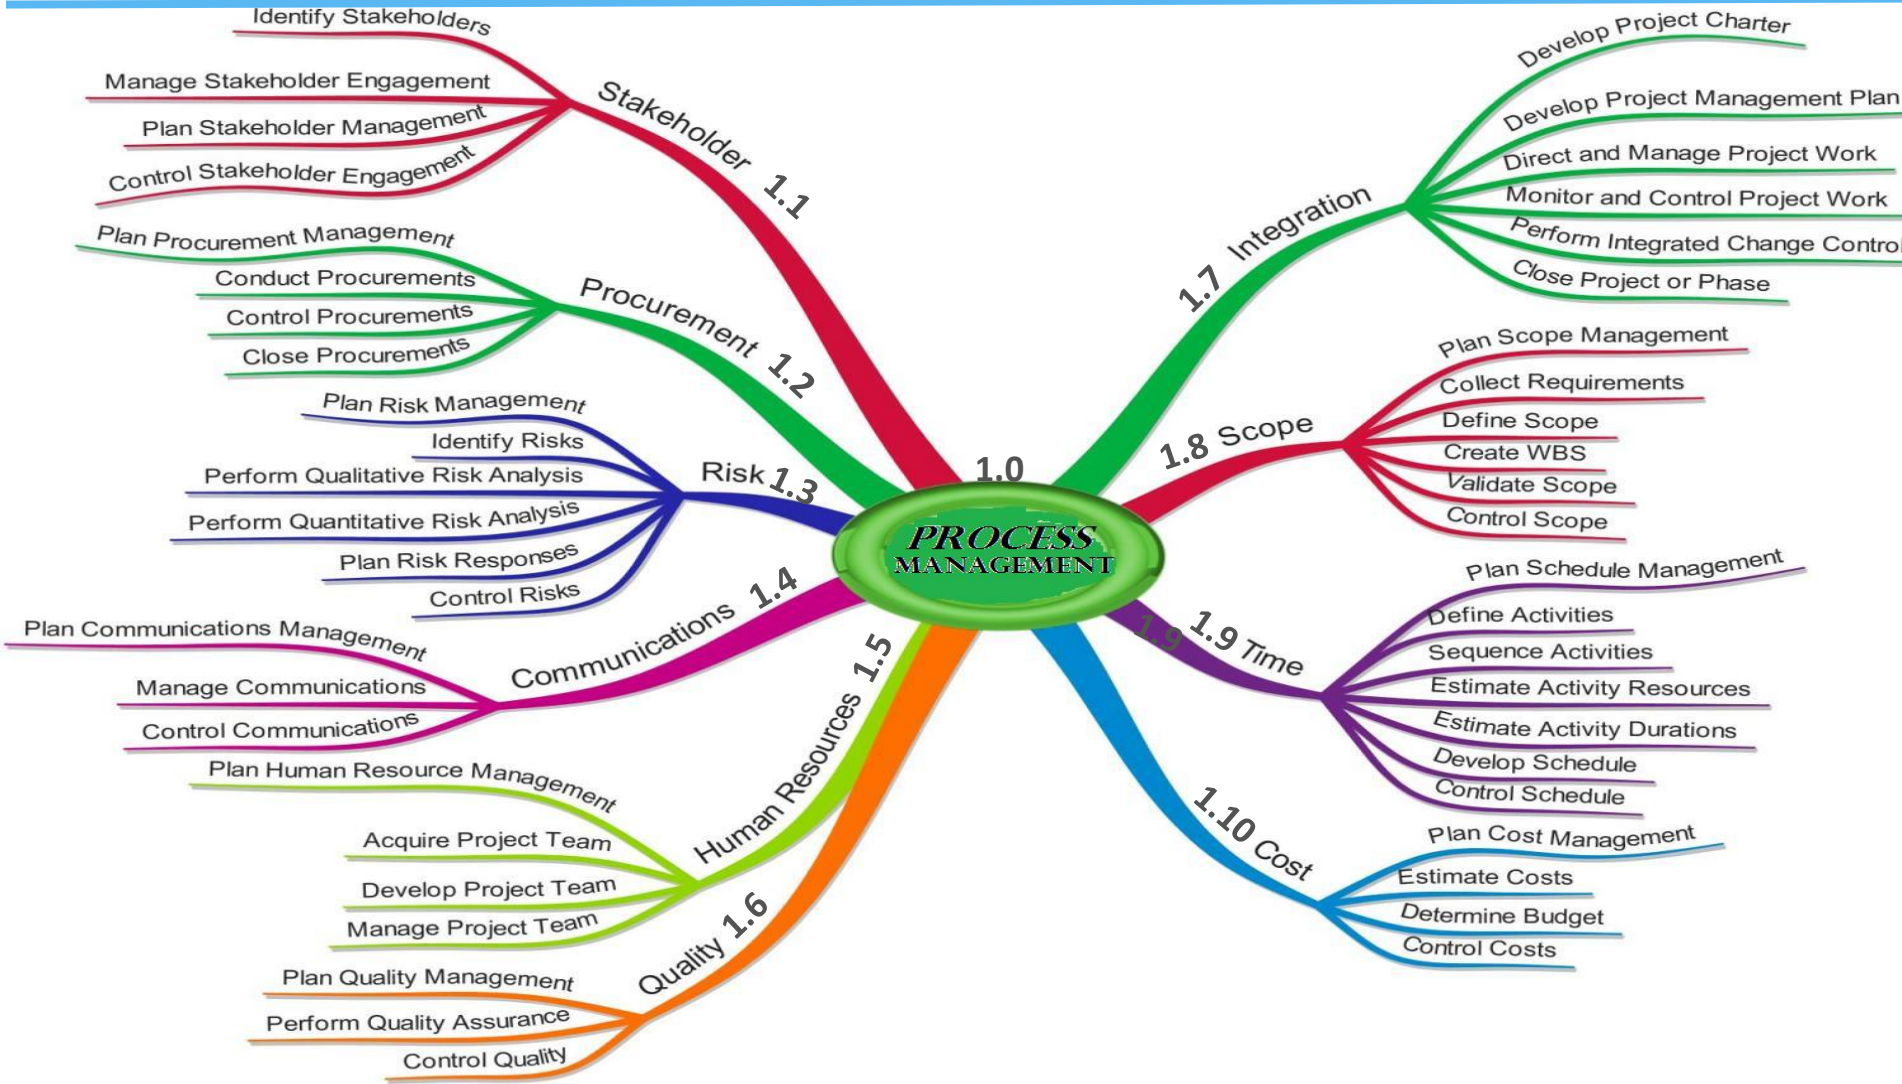 1.0
PROCESS
MANAGEMENT
Stakeholder 1.1
Identify Stakeholders
Manage Stakeholder Engagement
Plan Stakeholder Management
Control Stakeholder Engagement
Procurement 1.2
Plan Procurement Management
Conduct Procurements
Control Procurements
Close Procurements
Risk 1.3
Plan Risk Management
Identify Risks
Perform Qualitative Risk Analysis
Perform Quantitative Risk Analysis
Plan Risk Responses
Control Risks
Communications 1.4
Plan Communications Management
Manage Communications
Control Communications
Human Resources 1.5
Plan Human Resource Management
Acquire Project Team
Develop Project Team
Manage Project Team
Quality 1.6
Plan Quality Management
Perform Quality Assurance
Control Quality
1.7 Integration
Develop Project Charter
Develop Project Management Plan
Direct and Manage Project Work
Monitor and Control Project Work
Perform Integrated Change Control
Close Project or Phase
1.8 Scope
Plan Scope Management
Collect Requirements
Define Scope
Create WBS
Validate Scope
Control Scope
1.9
1.9 Time
Plan Schedule Management
Define Activities
Sequence Activities
Estimate Activity Resources
Estimate Activity Durations
Develop Schedule
Control Schedule
1.10 Cost
Plan Cost Management
Estimate Costs
Determine Budget
Control Costs